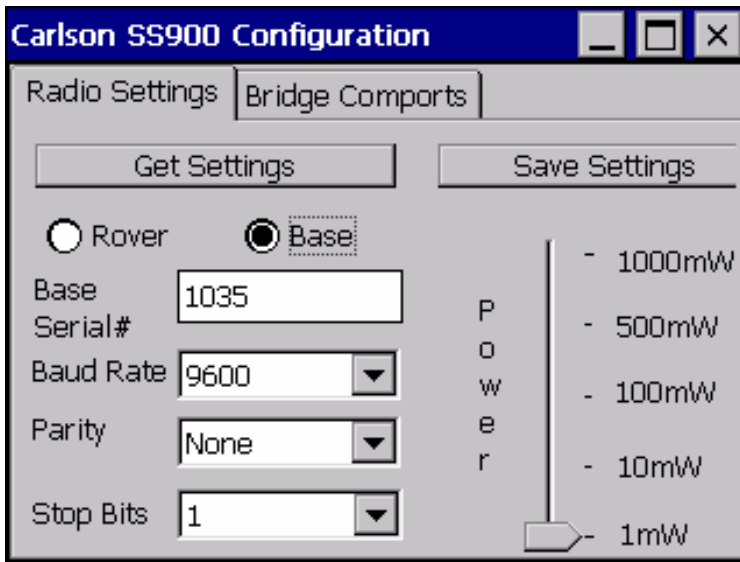 Carlson SS900 Configuration
Radio Settings
Bridge Comports
Get Settings
Save Settings
Rover
Base
Base
Serial#
1035
Baud Rate
9600
Parity
None
Stop Bits
1
Power
1000mW
500mW
100mW
10mW
1mW